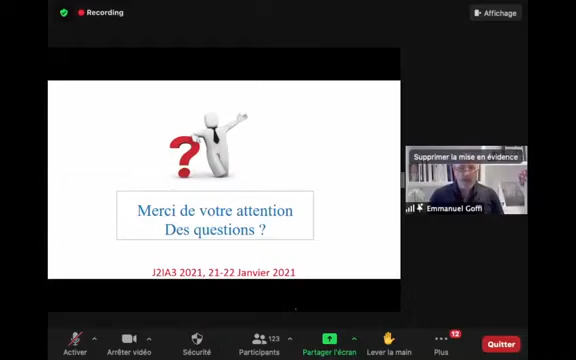 Recording
Affichage
Supprimer la mise en évidence
?
Merci de votre attention
Des questions ?
Emmanuel Goffi
J2IA3 2021, 21-22 Janvier 2021
Activer
Arrêter vidéo
Sécurité
123
Participants
Partager l'écran
Lever la main
12
Plus
Quitter